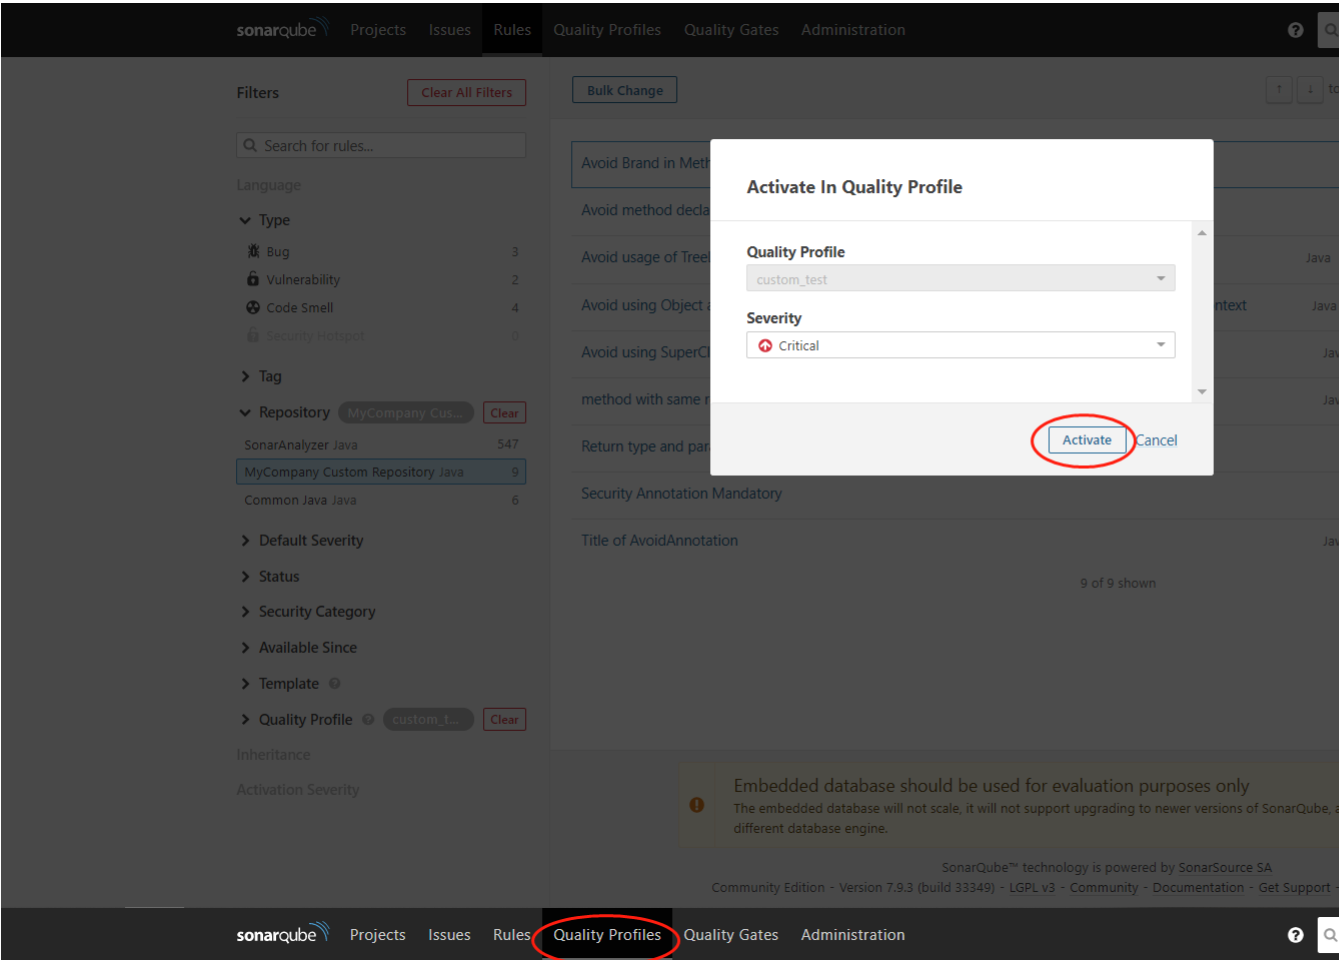 sonarqube Projects Issues Rules Quality Profiles Quality Gates Administration
Filters Clear All Filters Bulk Change
Search for rules...
Language
Type
Bug 3
Vulnerability 2
Code Smell 4
Security Hotspot 0
Tag
Repository MyCompany Cus... Clear
SonarAnalyzer Java 547
MyCompany Custom Repository Java 9
Common Java Java 6
Default Severity
Status
Security Category
Available Since
Template
Quality Profile custom_t... Clear
Inheritance
Activation Severity
Avoid Brand in Meth
Avoid method decla
Avoid usage of Tree Java
Avoid using Object a ntext Java
Avoid using SuperCl Jav
method with same r Jav
Return type and par
Security Annotation Mandatory
Title of AvoidAnnotation Jav
9 of 9 shown
Activate In Quality Profile
Quality Profile
custom_test
Severity
Critical
Activate Cancel
Embedded database should be used for evaluation purposes only
The embedded database will not scale, it will not support upgrading to newer versions of SonarQube, a
different database engine.
SonarQube™ technology is powered by SonarSource SA
Community Edition - Version 7.9.3 (build 33349) - LGPL v3 - Community - Documentation - Get Support -
sonarqube Projects Issues Rules Quality Profiles Quality Gates Administration